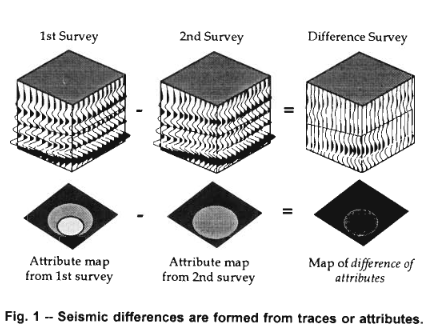 1st Survey 2nd Survey Difference Survey
- =
- =
Attribute map Attribute map Map of difference of
from 1st survey from 2nd survey attributes.
Fig. 1 -- Seismic differences are formed from traces or attributes.